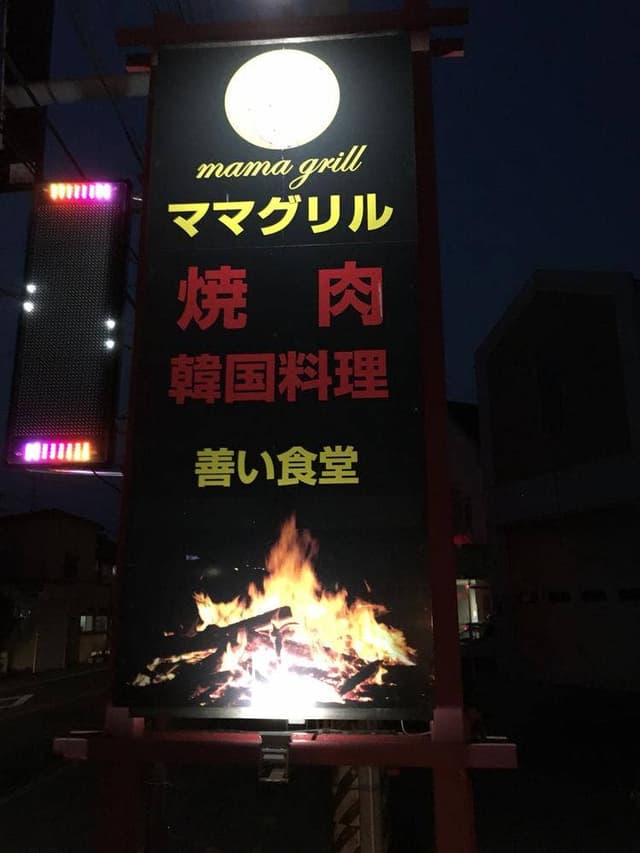 mama grill
ママグリル
焼肉
韓国料理
善い食堂